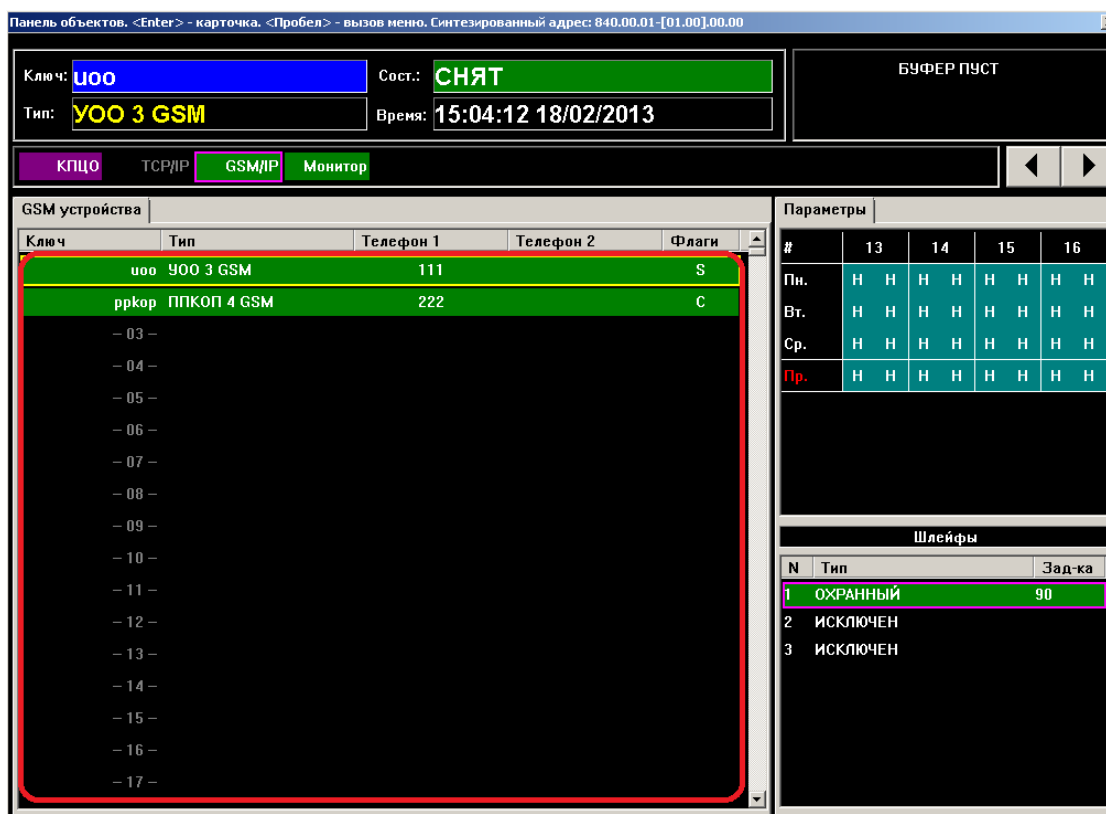 Панель объектов. <Enter> - карточка. <Пробел> - вызов меню. Синтезированный адрес: 840.00.01-[01.00].00.00
Ключ: uoo Сост.: СНЯТ
Тип: УОО 3 GSM Время: 15:04:12 18/02/2013
БУФЕР ПУСТ
КПЦО TCP/IP GSM/IP Монитор
GSM устройства
Ключ Тип Телефон 1 Телефон 2 Флаги
uoo УОО 3 GSM 111 S
ppkop ППКОП 4 GSM 222 C
– 03 –
– 04 –
– 05 –
– 06 –
– 07 –
– 08 –
– 09 –
– 10 –
– 11 –
– 12 –
– 13 –
– 14 –
– 15 –
– 16 –
– 17 –
Параметры
# 13 14 15 16
Пн. Н Н Н Н Н Н Н Н
Вт. Н Н Н Н Н Н Н Н
Ср. Н Н Н Н Н Н Н Н
Пр. Н Н Н Н Н Н Н Н
Шлейфы
N Тип Зад-ка
1 ОХРАННЫЙ 90
2 ИСКЛЮЧЕН
3 ИСКЛЮЧЕН